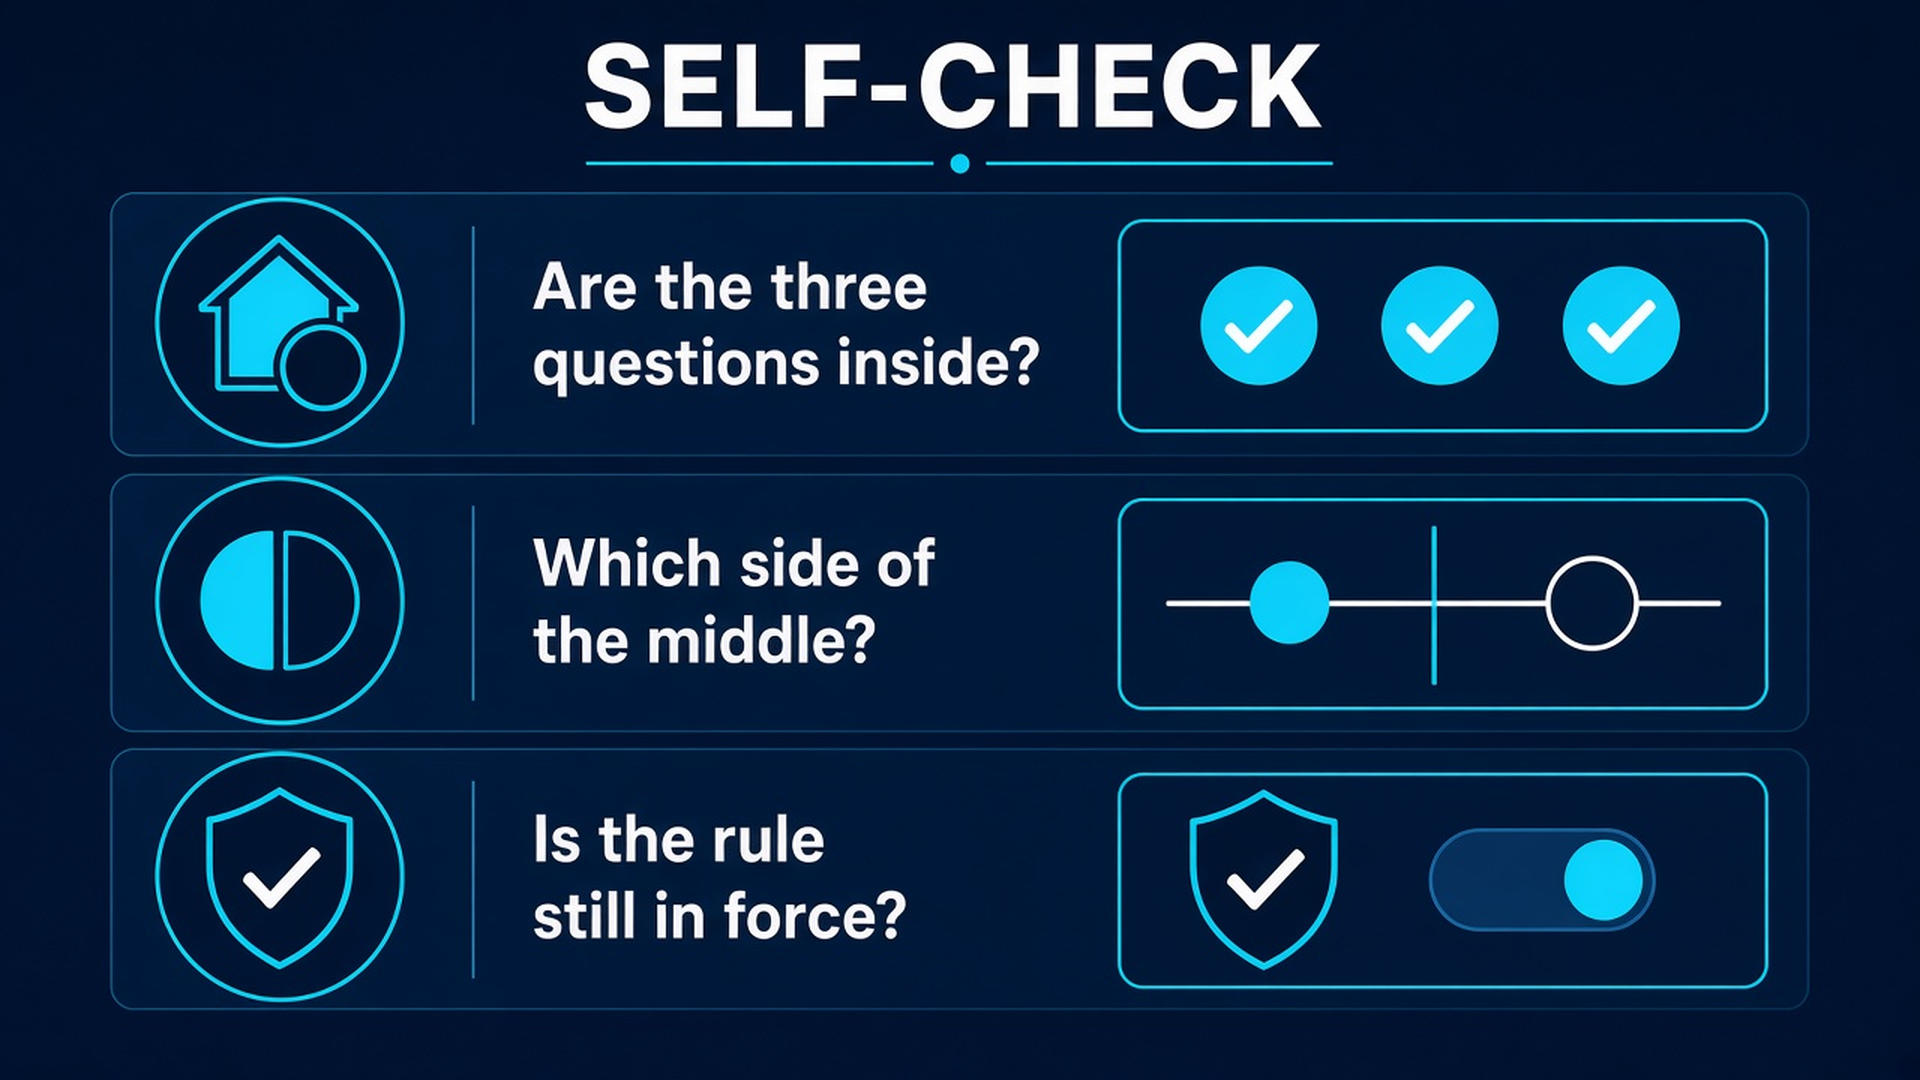 SELF-CHECK
Are the three
questions inside?
Which side of
the middle?
Is the rule
still in force?